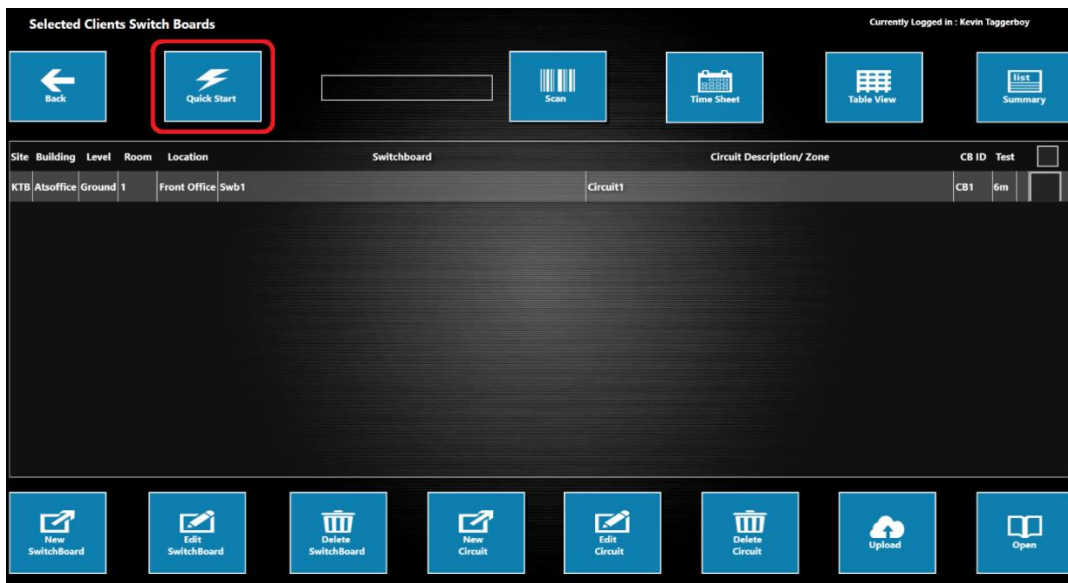 Selected Clients Switch Boards
Currently Logged in : Kevin Taggerboy
Back
Quick Start
Scan
Time Sheet
Table View
list
Summary
Site Building Level Room Location Switchboard Circuit Description/ Zone CB ID Test
KTB Atsoffice Ground 1 Front Office Swb1 Circuit1 CB1 6m
New
SwitchBoard
Edit
SwitchBoard
Delete
SwitchBoard
New
Circuit
Edit
Circuit
Delete
Circuit
Upload
Open